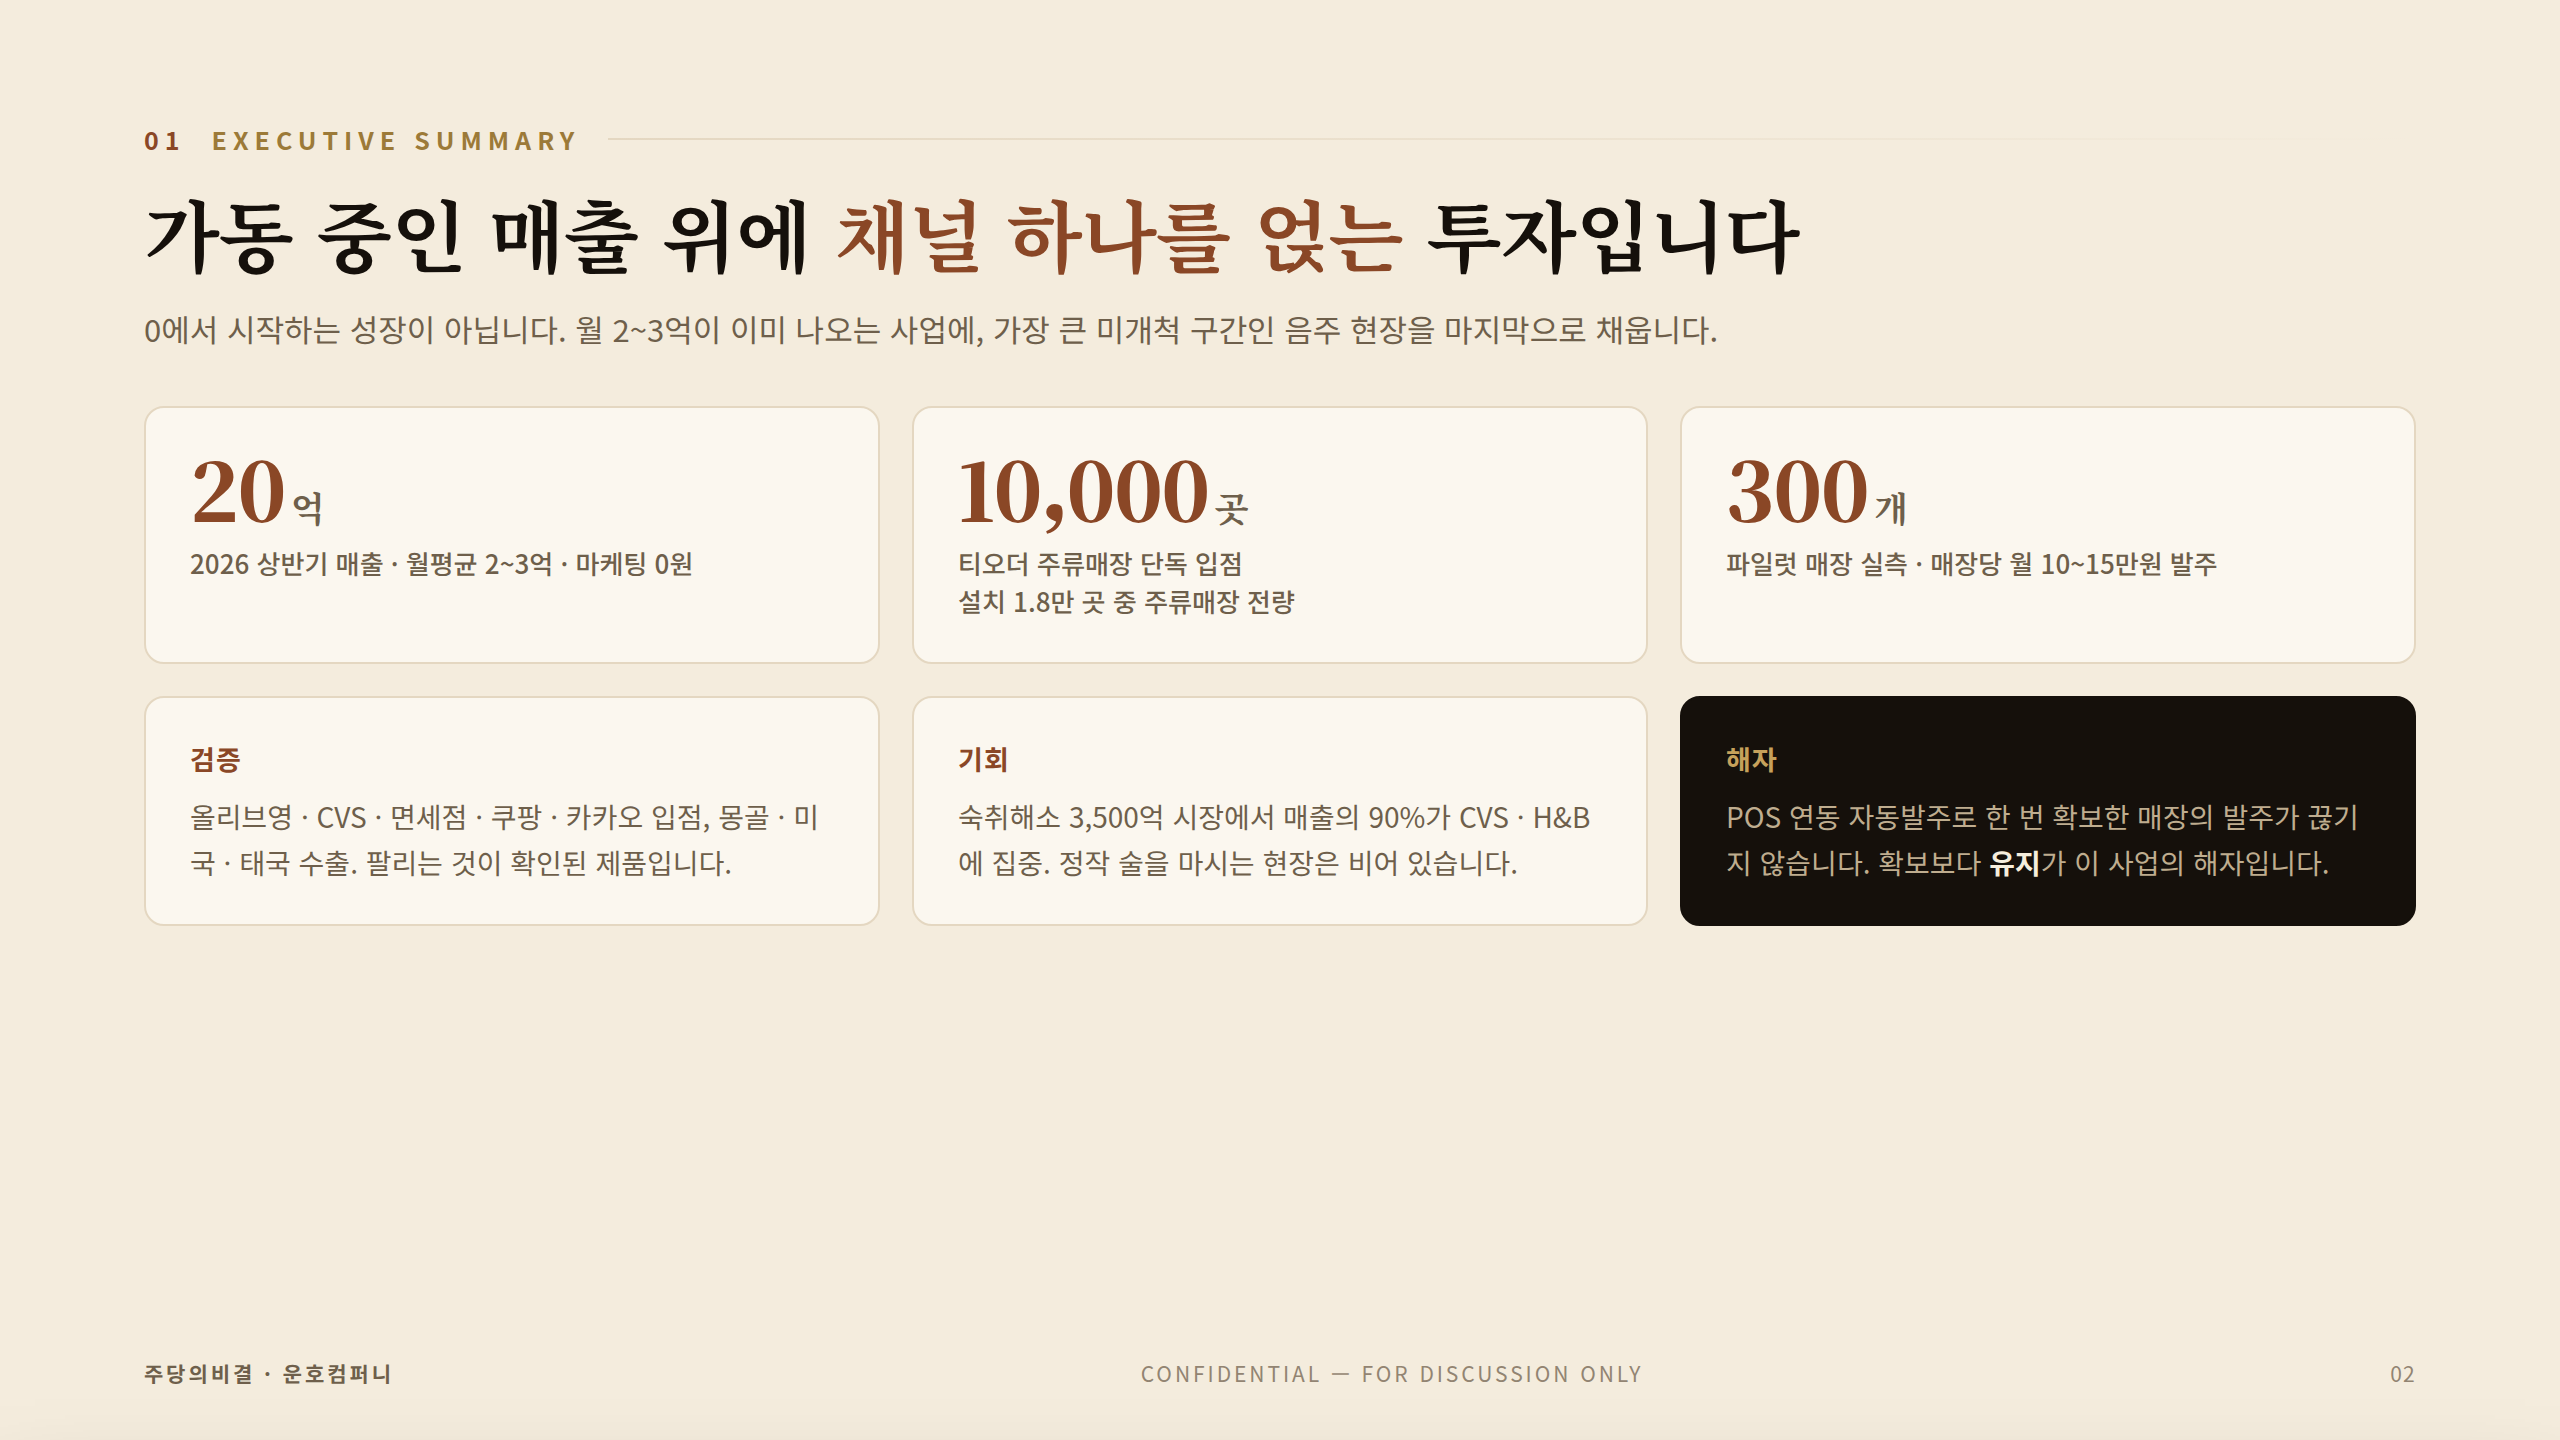 01 EXECUTIVE SUMMARY
가동 중인 매출 위에 채널 하나를 얹는 투자입니다
0에서 시작하는 성장이 아닙니다. 월 2~3억이 이미 나오는 사업에, 가장 큰 미개척 구간인 음주 현장을 마지막으로 채웁니다.
20억
2026 상반기 매출 · 월평균 2~3억 · 마케팅 0원
10,000곳
티오더 주류매장 단독 입점
설치 1.8만 곳 중 주류매장 전량
300개
파일럿 매장 실측 · 매장당 월 10~15만원 발주
검증
올리브영 · CVS · 면세점 · 쿠팡 · 카카오 입점, 몽골 · 미
국 · 태국 수출. 팔리는 것이 확인된 제품입니다.
기회
숙취해소 3,500억 시장에서 매출의 90%가 CVS · H&B
에 집중. 정작 술을 마시는 현장은 비어 있습니다.
해자
POS 연동 자동발주로 한 번 확보한 매장의 발주가 끊기
지 않습니다. 확보보다 유지가 이 사업의 해자입니다.
주당의비결 · 운호컴퍼니
CONFIDENTIAL — FOR DISCUSSION ONLY
02